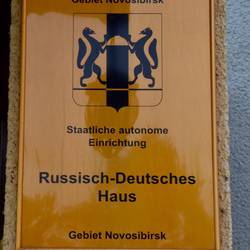 Gebiet Novosibirsk
Staatliche autonome
Einrichtung
Russisch-Deutsches
Haus
Gebiet Novosibirsk